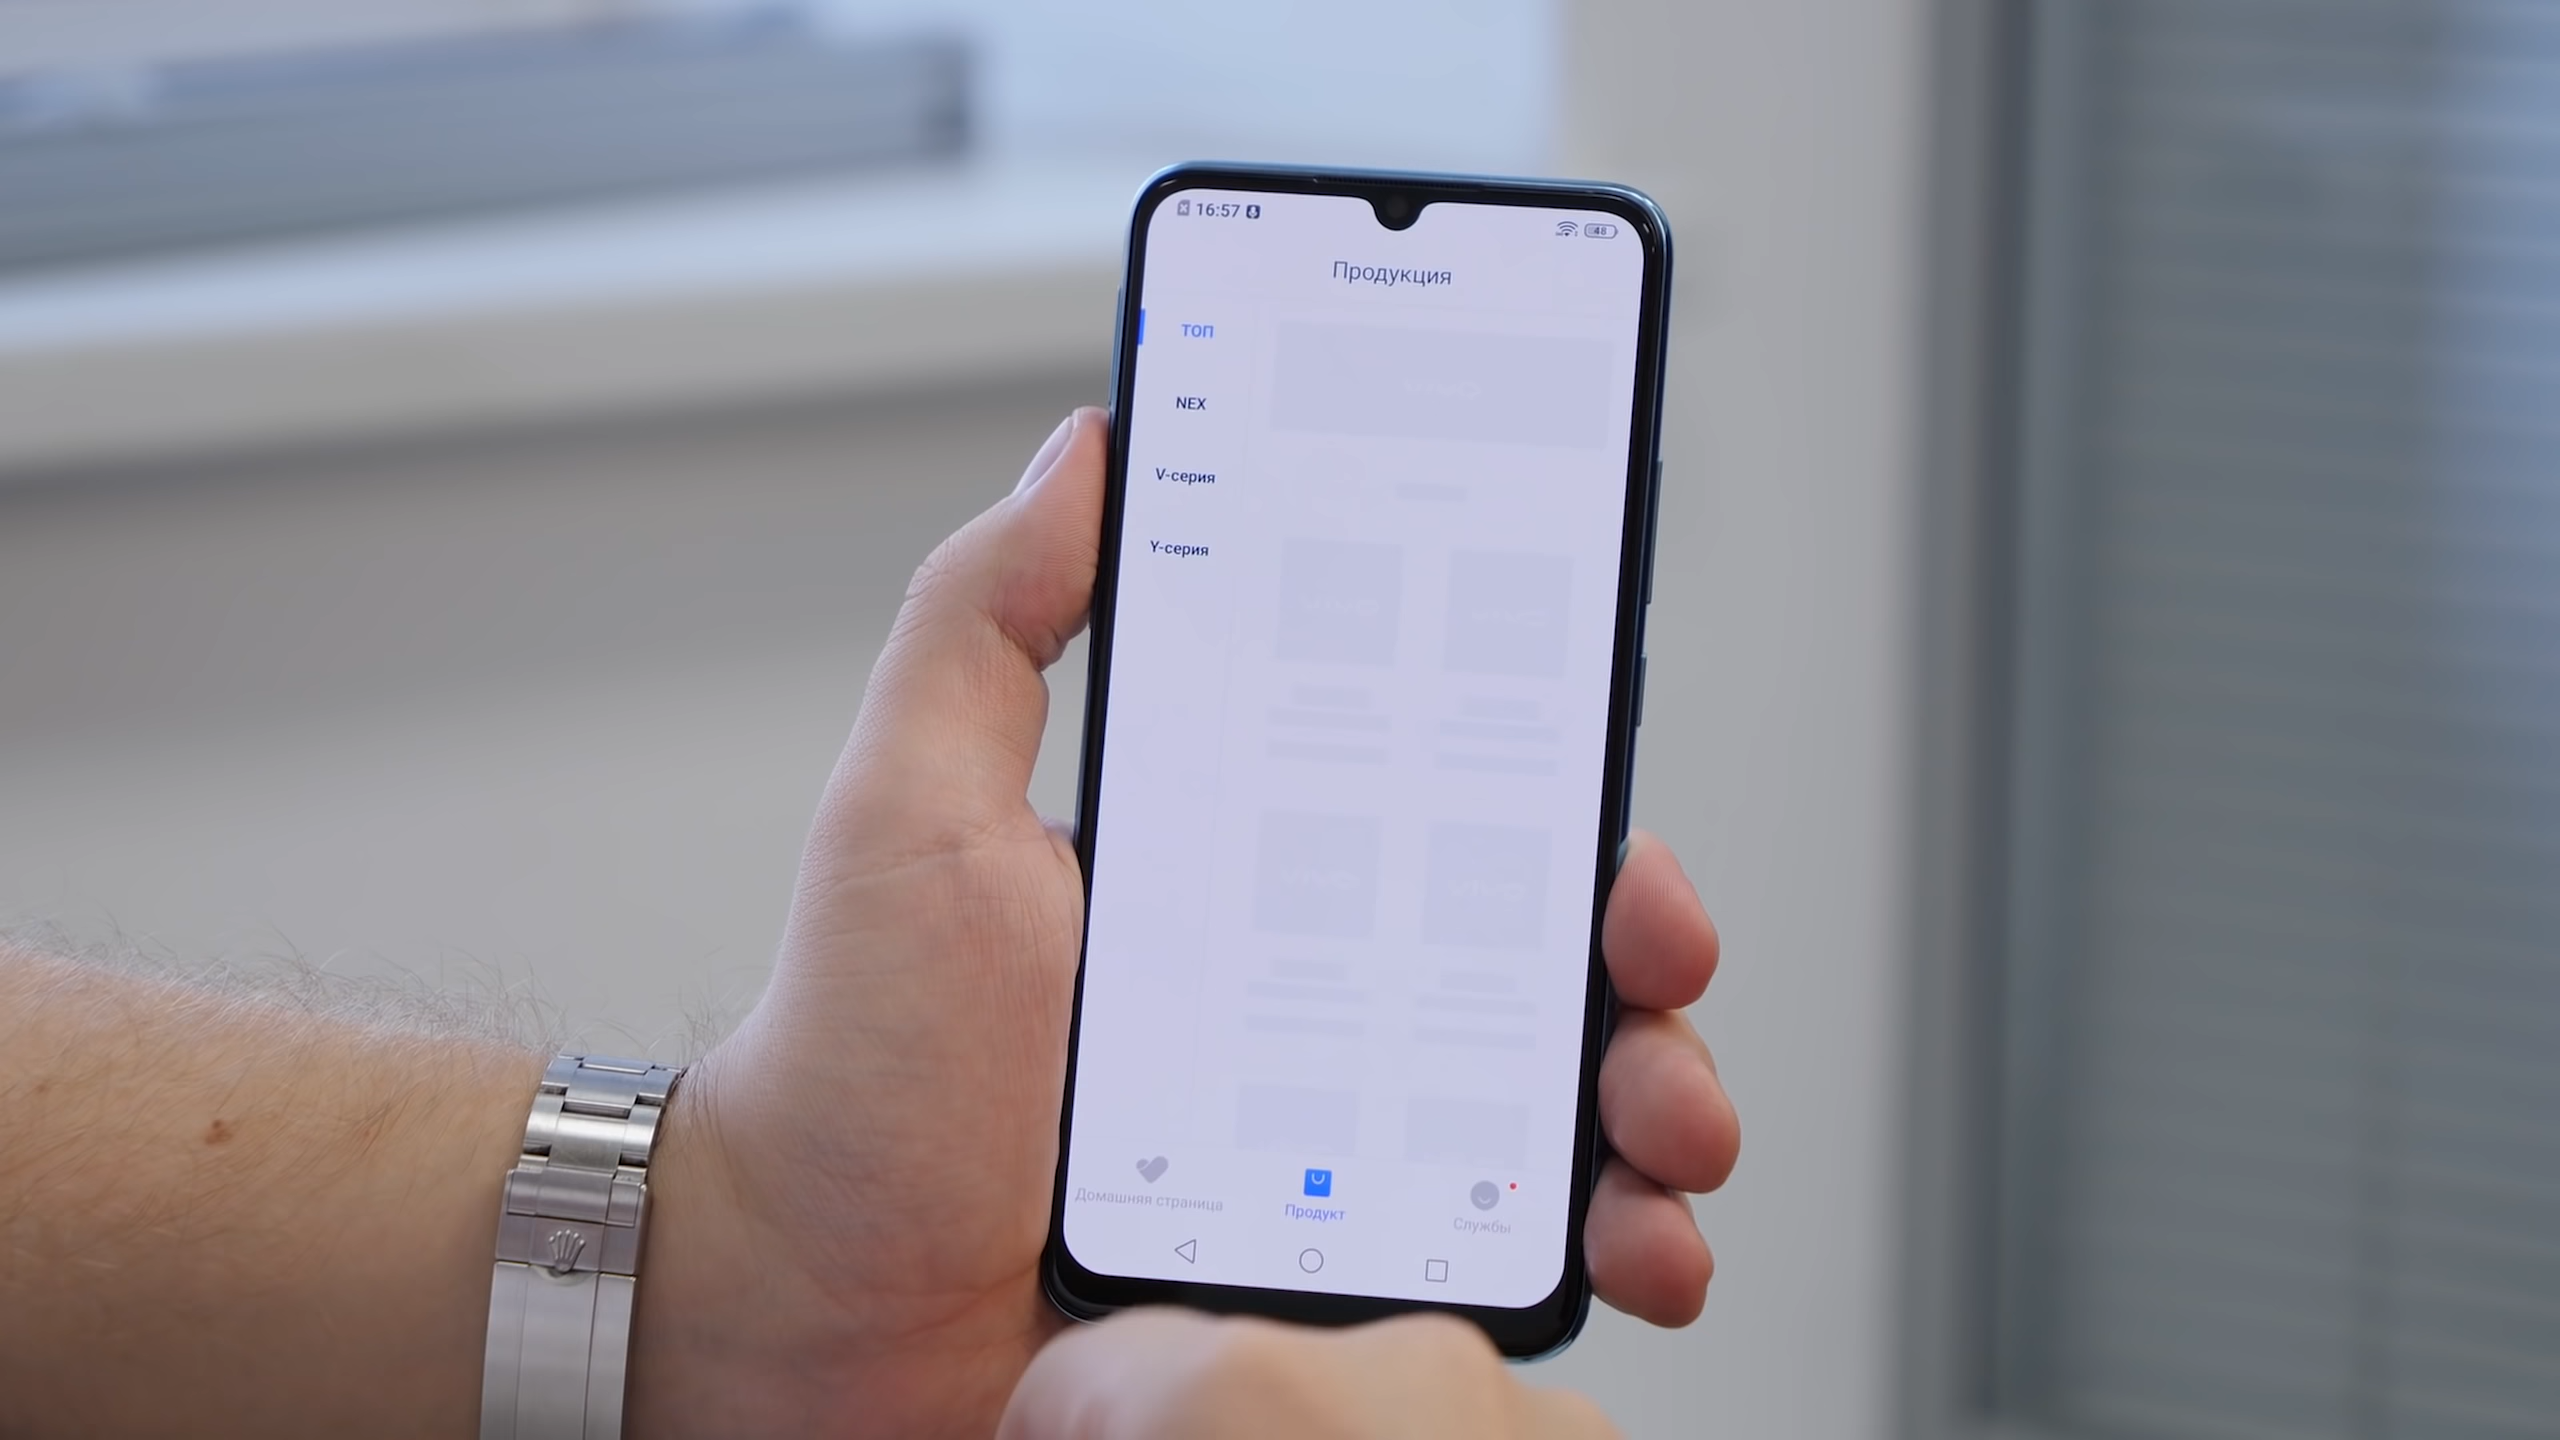 16:57
48
Продукция
ТОП
NEX
V-серия
Y-серия
Домашняя страница
Продукт
Службы